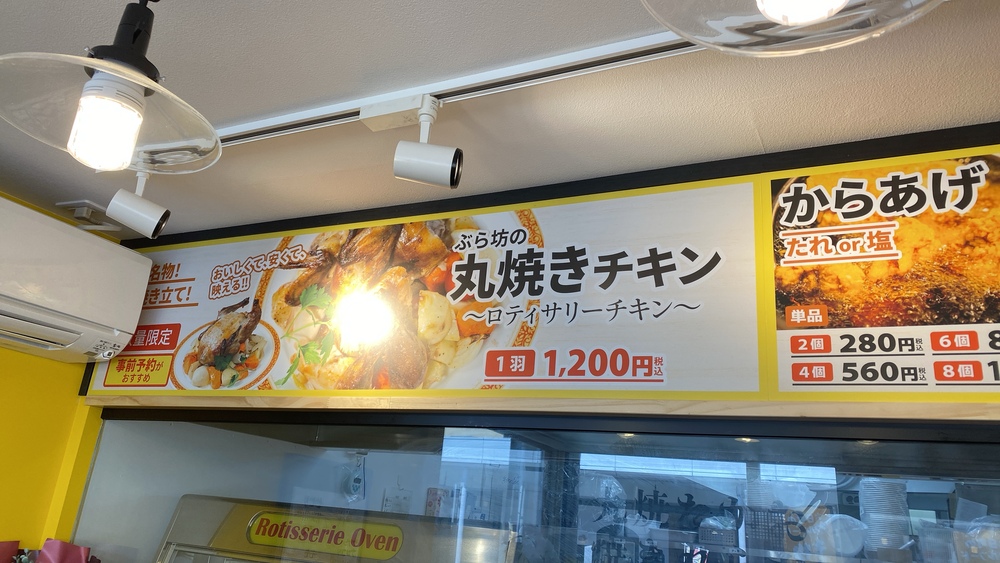 名物!
き立て!
おいしくて、安くて、
映える!!
量限定
事前予約が
おすすめ
ぶら坊の
丸焼きチキン
～ロティサリーチキン～
1羽 1,200円税込
からあげ
だれ or 塩
単品
2個 280円税込
6個 8
4個 560円税込
8個 1
Rotisserie Oven